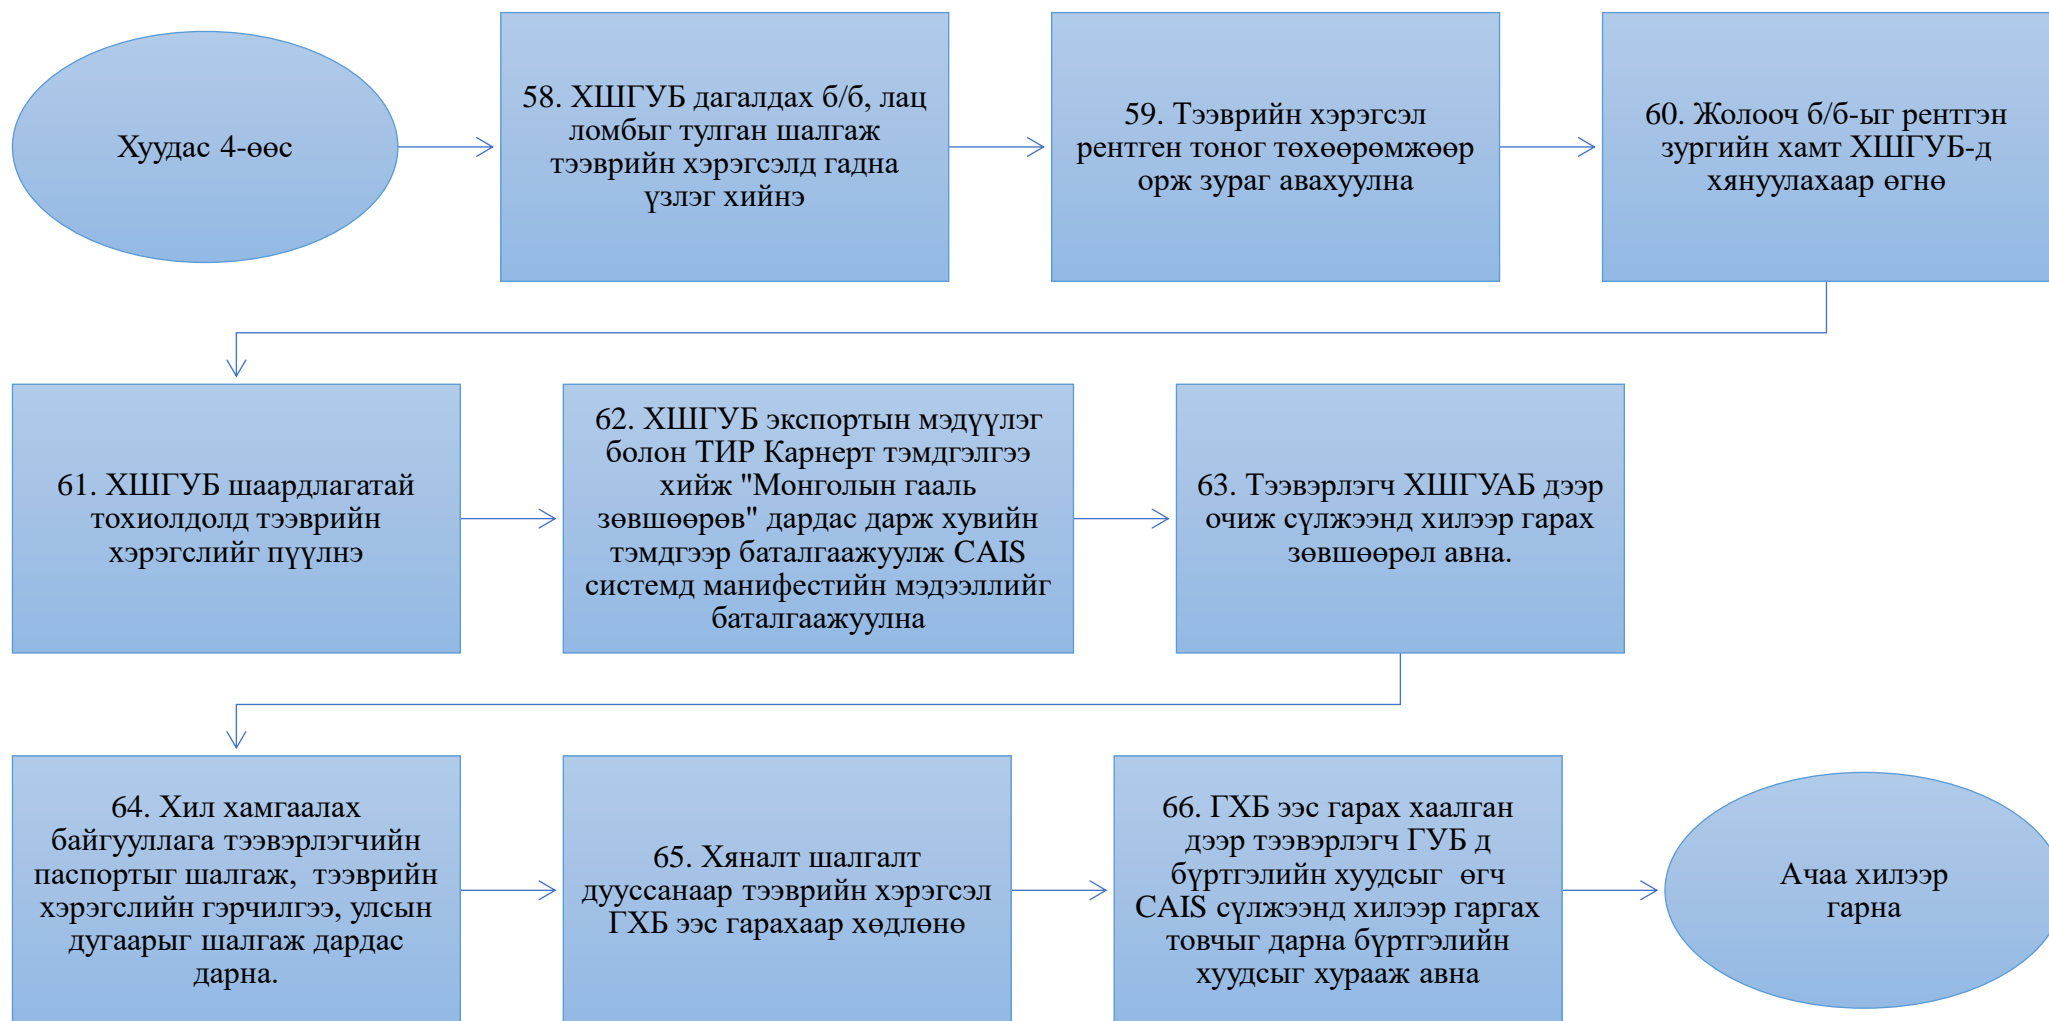 Хуудас 4-өөс
58. ХШГУБ дагалдах б/б, лац
ломбыг тулган шалгаж
тээврийн хэрэгсэлд гадна
үзлэг хийнэ
59. Тээврийн хэрэгсэл
рентген тоног төхөөрөмжөөр
орж зураг авахуулна
60. Жолооч б/б-ыг рентгэн
зургийн хамт ХШГУБ-д
хянуулахаар өгнө
61. ХШГУБ шаардлагатай
тохиолдолд тээврийн
хэрэгслийг пүүлнэ
62. ХШГУБ экспортын мэдүүлэг
болон ТИР Карнерт тэмдгэлгээ
хийж "Монголын гааль
зөвшөөрөв" дардас дарж хувийн
тэмдгээр баталгаажуулж CAIS
системд манифестийн мэдээллийг
баталгаажуулна
63. Тээвэрлэгч ХШГУАБ дээр
очиж сүлжээнд хилээр гарах
зөвшөөрөл авна.
64. Хил хамгаалах
байгууллага тээвэрлэгчийн
паспортыг шалгаж,  тээврийн
хэрэгслийн гэрчилгээ, улсын
дугаарыг шалгаж дардас
дарна.
65. Хяналт шалгалт
дууссанаар тээврийн хэрэгсэл
ГХБ ээс гарахаар хөдлөнө
66. ГХБ ээс гарах хаалган
дээр тээвэрлэгч ГУБ д
бүртгэлийн хуудсыг  өгч
CAIS сүлжээнд хилээр гаргах
товчыг дарна бүртгэлийн
хуудсыг хурааж авна
Ачаа хилээр
гарна